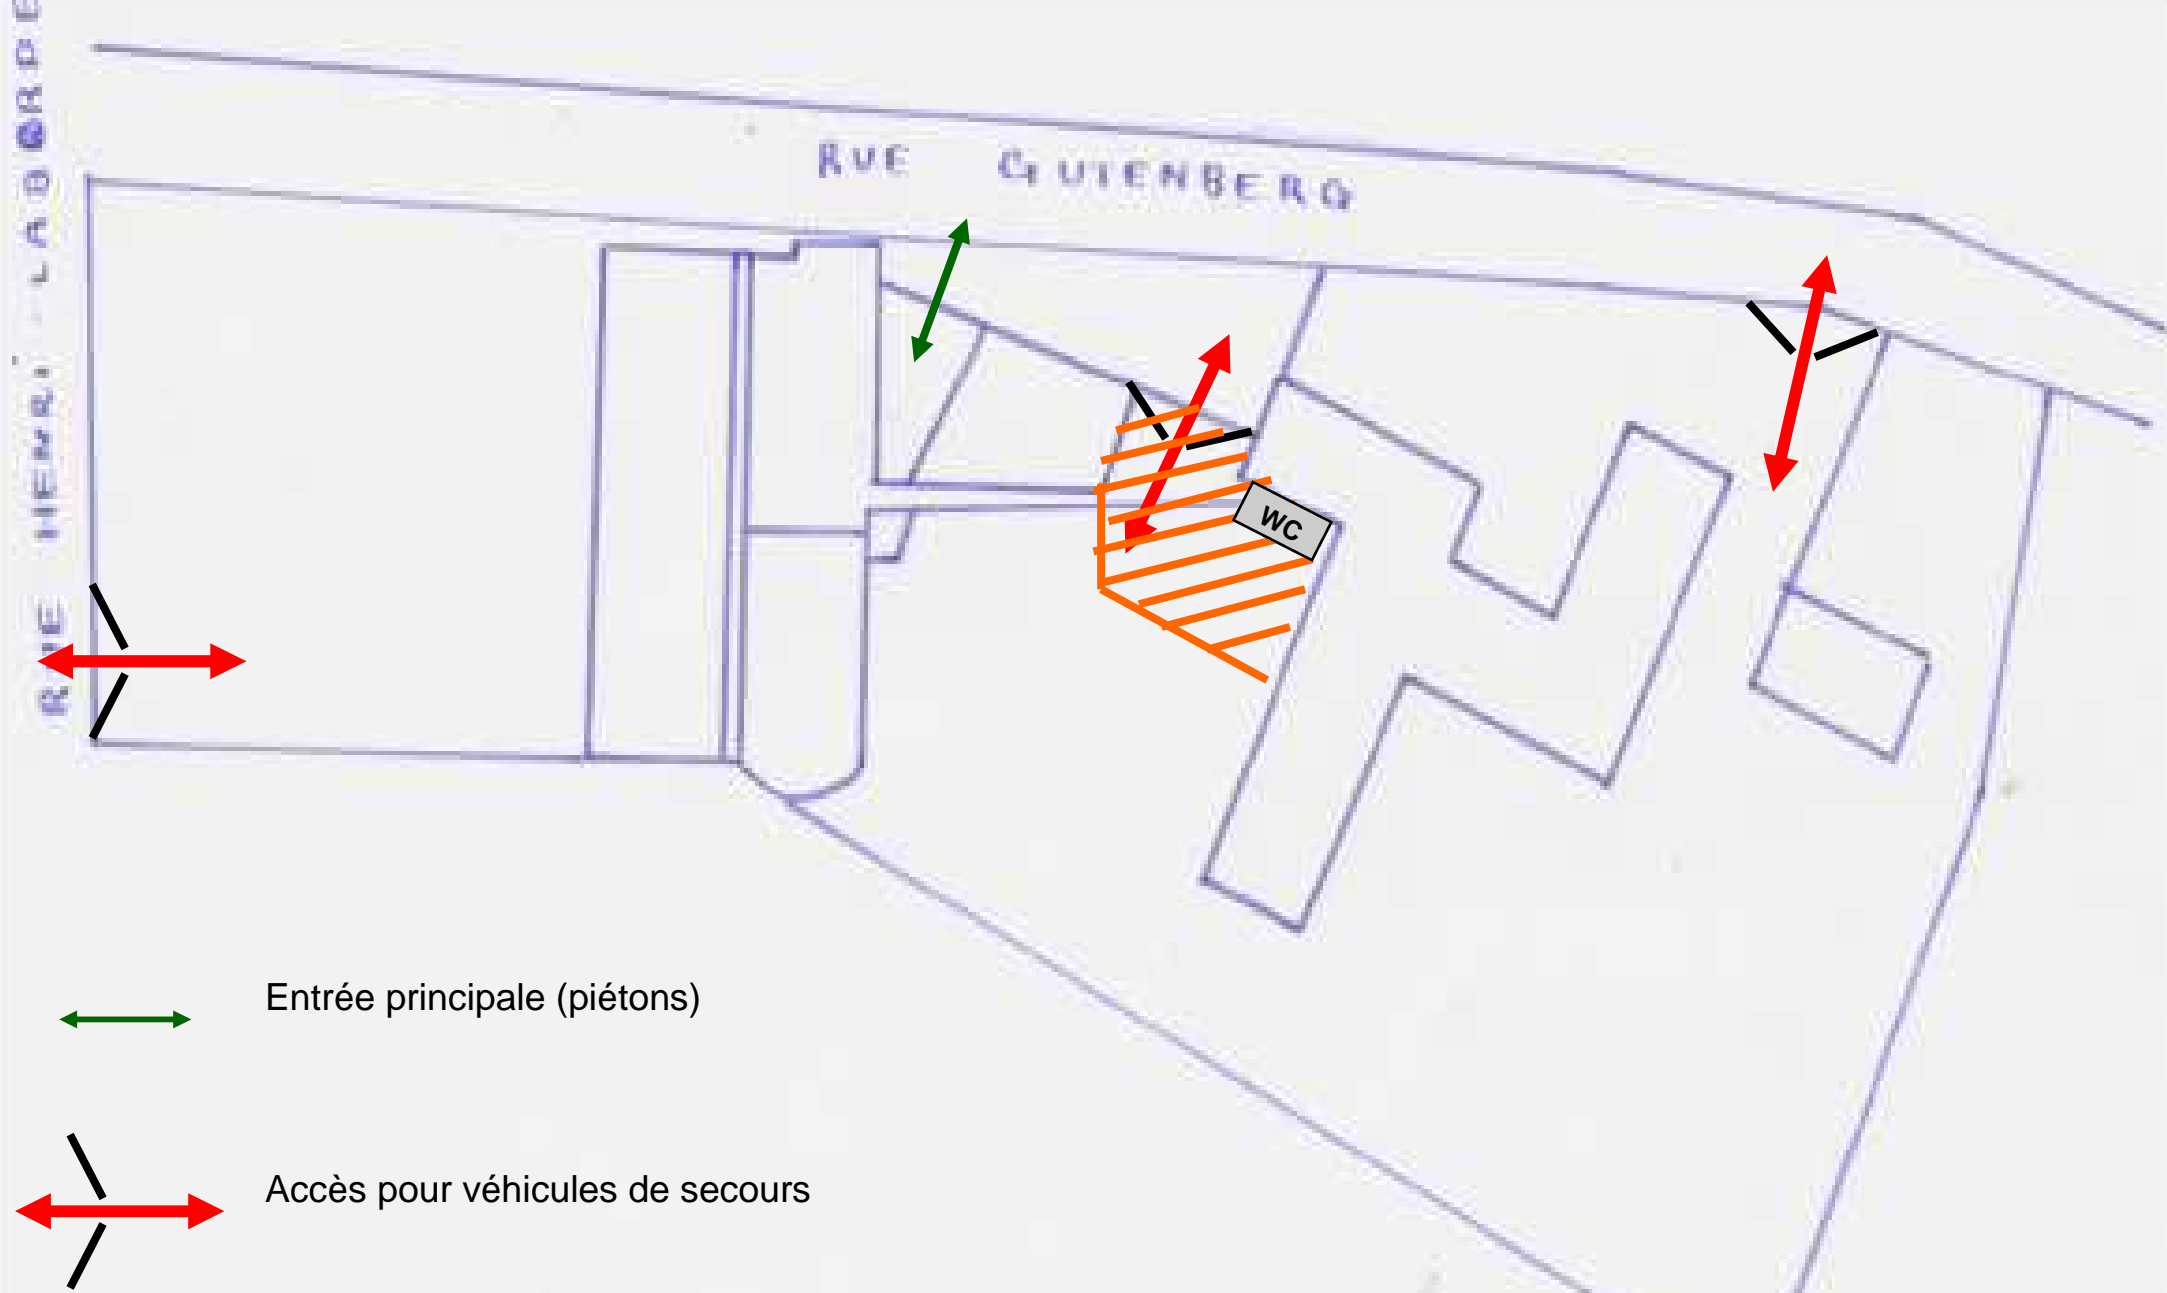 RUE GUTENBERG
RUE HENRI LABORDE
WC
Entrée principale (piétons)
Accès pour véhicules de secours